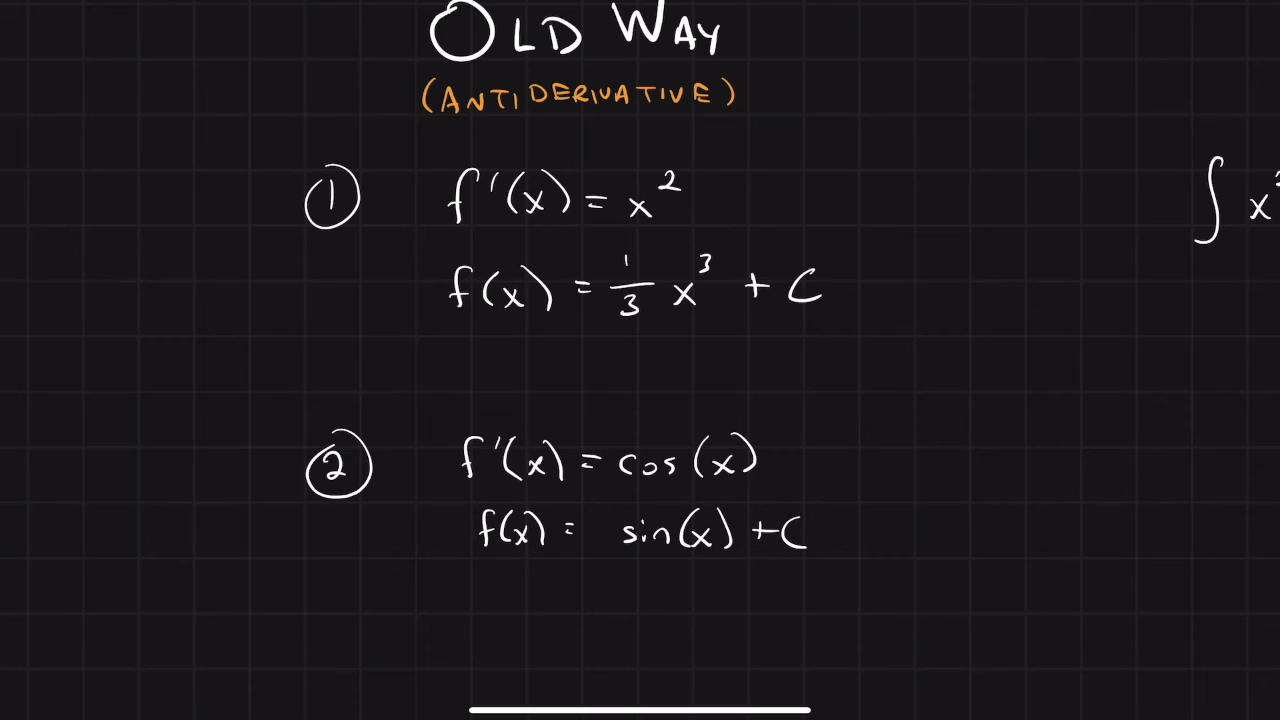 OLD WAY
(ANTIDERIVATIVE)
① f'(x) = x²
∫ x
f(x) = 1/3 x³ + C
② f'(x) = cos(x)
f(x) = sin(x) + C